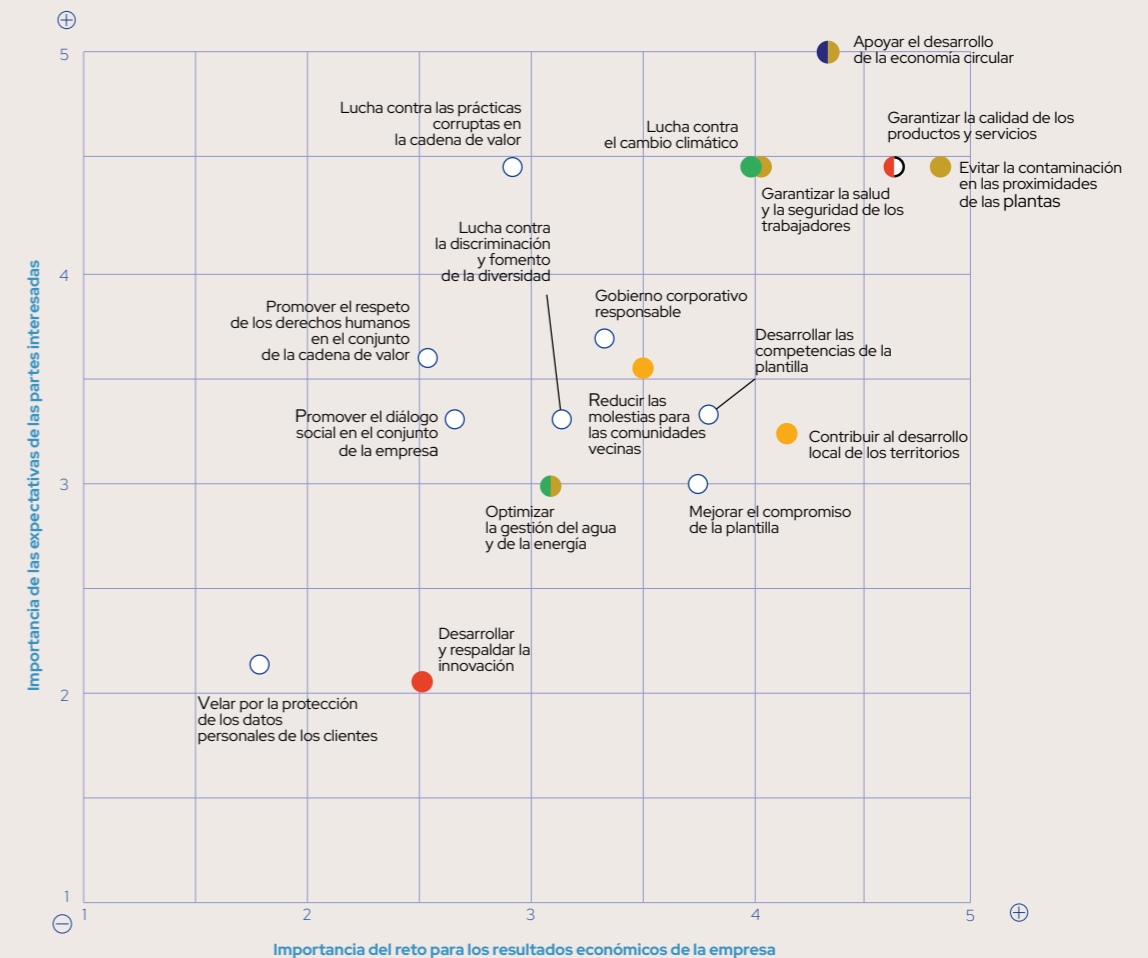 5
Apoyar el desarrollo
de la economía circular
Lucha contra las prácticas
corruptas en
la cadena de valor
Lucha contra
el cambio climático
Garantizar la calidad de los
productos y servicios
Evitar la contaminación
en las proximidades
de las plantas
Garantizar la salud
y la seguridad de los
trabajadores
Lucha contra
la discriminación
y fomento
de la diversidad
4
Promover el respeto
de los derechos humanos
en el conjunto
de la cadena de valor
Gobierno corporativo
responsable
Desarrollar las
competencias de la
plantilla
Reducir las
molestias para
las comunidades
vecinas
Promover el diálogo
social en el conjunto
de la empresa
Contribuir al desarrollo
local de los territorios
3
Optimizar
la gestión del agua
y de la energía
Mejorar el compromiso
de la plantilla
Desarrollar
y respaldar la
innovación
2
Velar por la protección
de los datos
personales de los clientes
1
1
2
3
4
5
Importancia de las expectativas de las partes interesadas
Importancia del reto para los resultados económicos de la empresa